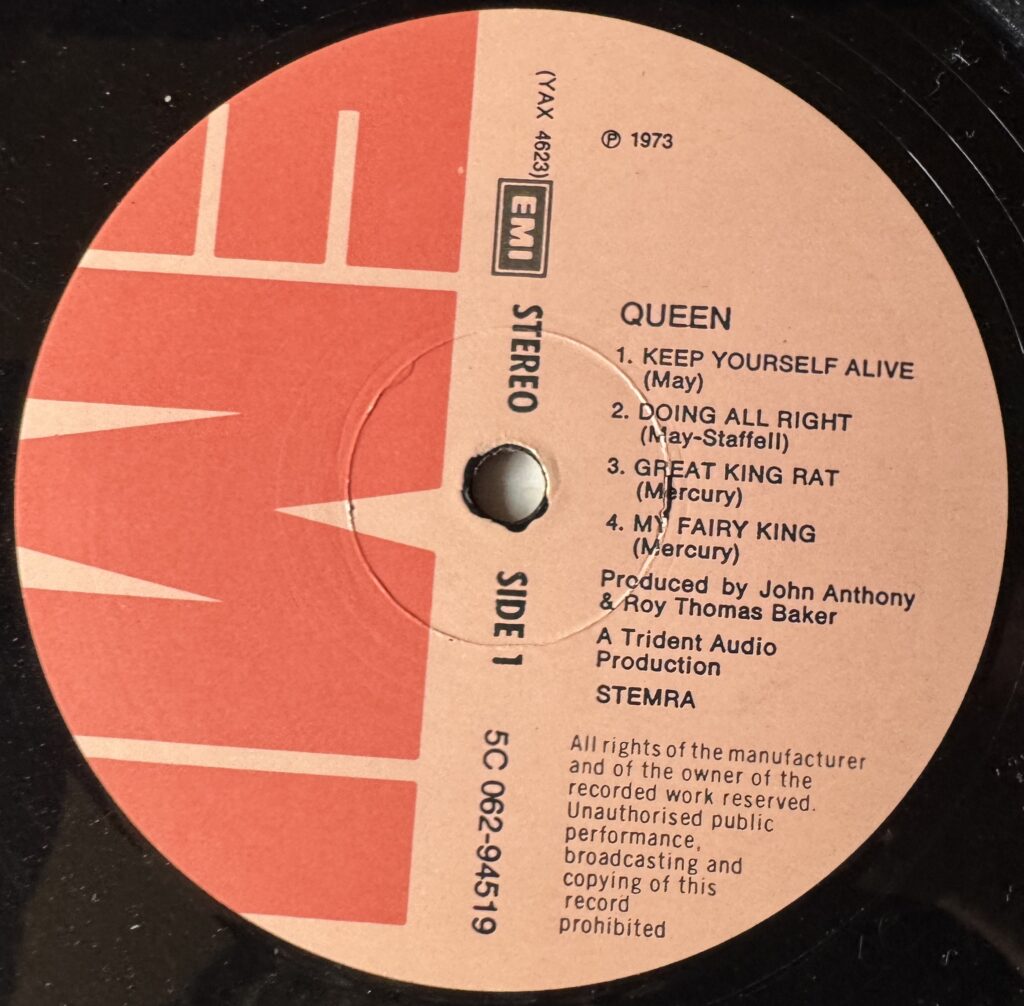 (YAX 4623)
℗ 1973
EMI
STEREO
SIDE 1
5C 062-94519
QUEEN
1. KEEP YOURSELF ALIVE
(May)
2. DOING ALL RIGHT
(May-Staffell)
3. GREAT KING RAT
(Mercury)
4. MY FAIRY KING
(Mercury)
Produced by John Anthony
& Roy Thomas Baker
A Trident Audio
Production
STEMRA
All rights of the manufacturer
and of the owner of the
recorded work reserved.
Unauthorised public
performance,
broadcasting and
copying of this
record
prohibited